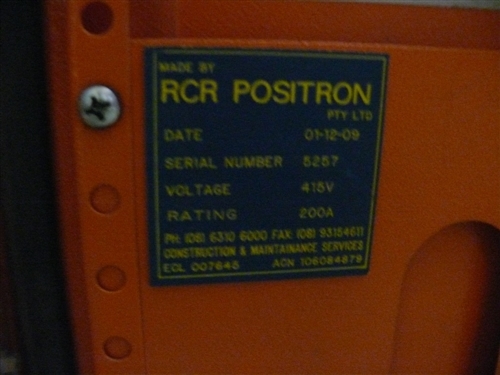 MADE BY
RCR POSITRON
PTY LTD
DATE 01-12-09
SERIAL NUMBER 5257
VOLTAGE 415V
RATING 200A
PH: (08) 6310 6000 FAX: (08) 93154611
CONSTRUCTION & MAINTAINANCE SERVICES
ECL 007645 ACN 106084879